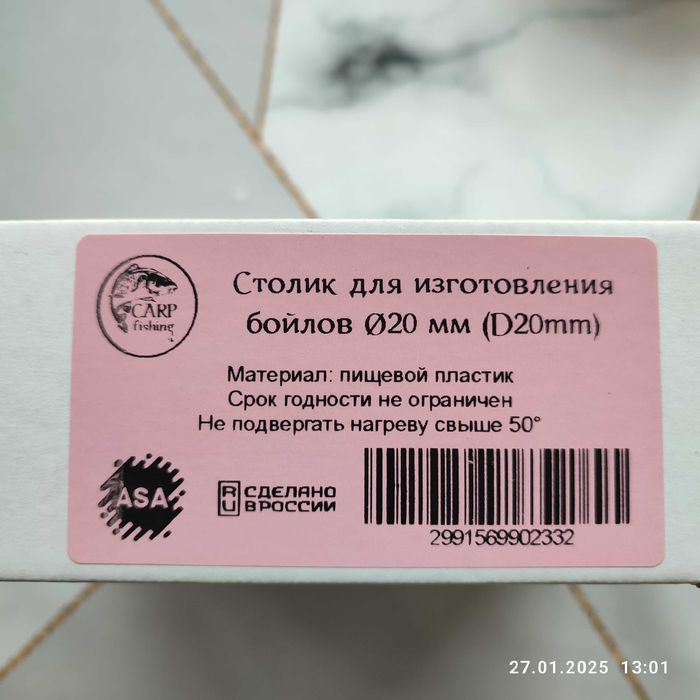 CARP
fishing
Столик для изготовления
бойлов Ø20 мм (D20mm)
Материал: пищевой пластик
Срок годности не ограничен
Не подвергать нагреву свыше 50°
ASA
RU
СДЕЛАНО
В РОССИИ
2991569902332
27.01.2025 13:01